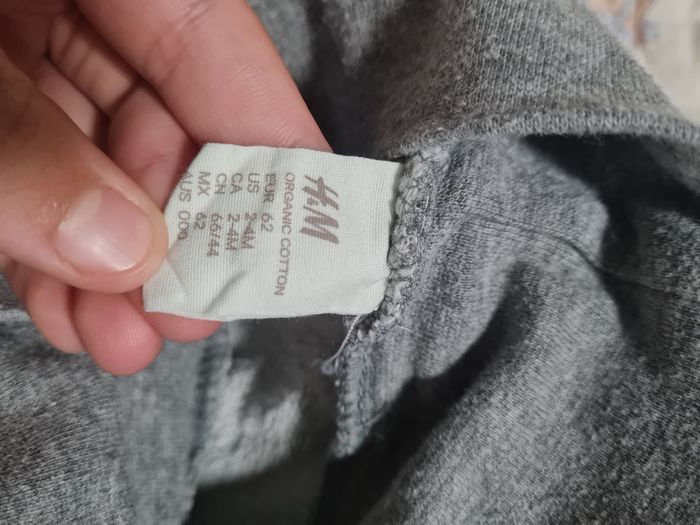 H&M
ORGANIC COTTON
EUR 62
US 2-4M
CA 2-4M
CN 66/44
MX 62
AUS 000